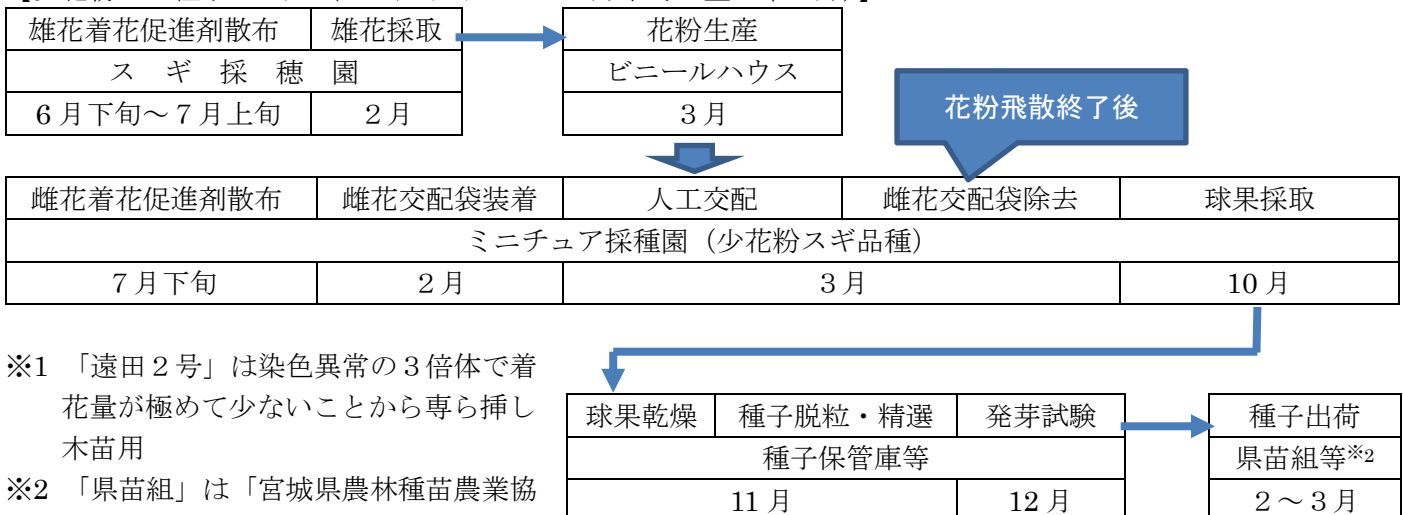 雄花着花促進剤散布 雄花採取 花粉生産
スギ採穂園 ビニールハウス
6月下旬～7月上旬 2月 3月
花粉飛散終了後
雌花着花促進剤散布 雌花交配袋装着 人工交配 雌花交配袋除去 球果採取
ミニチュア採種園（少花粉スギ品種）
7月下旬 2月 3月 10月
※1 「遠田２号」は染色異常の３倍体で着
花量が極めて少ないことから専ら挿し
木苗用
※2 「県苗組」は「宮城県農林種苗農業協
球果乾燥 種子脱粒・精選 発芽試験 種子出荷
種子保管庫等 県苗組等※2
11月 12月 2～3月